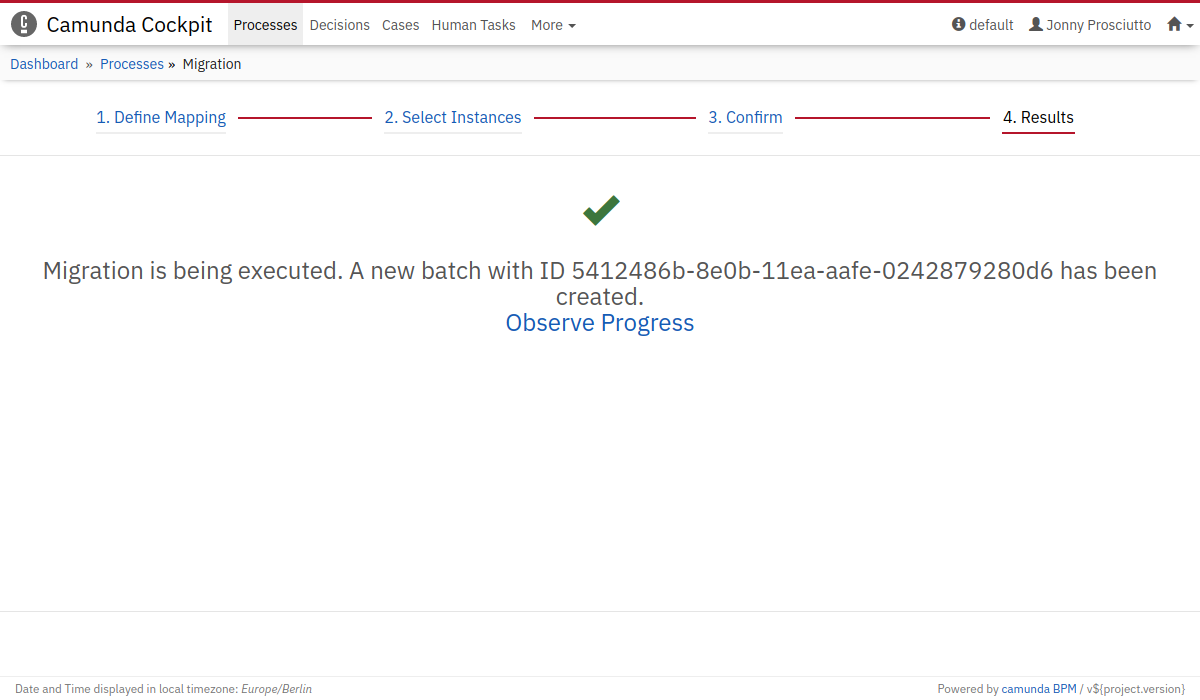 Camunda Cockpit Processes Decisions Cases Human Tasks More default Jonny Prosciutto
Dashboard » Processes » Migration
1. Define Mapping 2. Select Instances 3. Confirm 4. Results
Migration is being executed. A new batch with ID 5412486b-8e0b-11ea-aafe-0242879280d6 has been
created.
Observe Progress
Date and Time displayed in local timezone: Europe/Berlin Powered by camunda BPM / v${project.version}